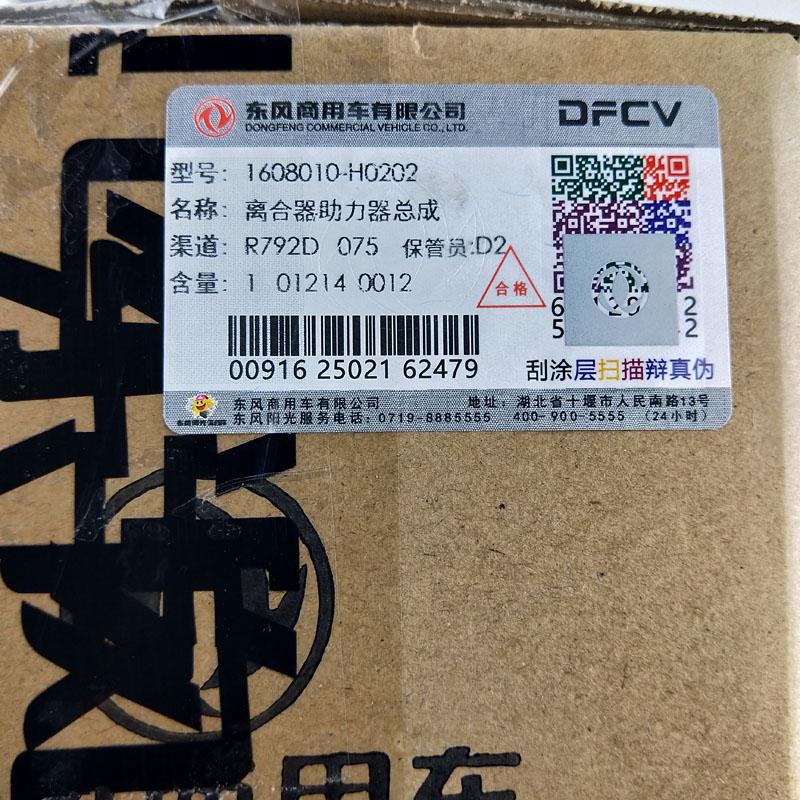 东风商用车有限公司
DONGFENG COMMERCIAL VEHICLE CO., LTD.
DFCV
型号: 1608010-H0202
名称: 离合器助力器总成
渠道: R792D 075 保管员:D2
含量: 1 01214 0012
合格
00916 25021 62479
刮涂层扫描辩真伪
东风商用车有限公司 地址: 湖北省十堰市人民南路13号
东风阳光服务电话: 0719-8885555 400-900-5555 (24小时)
用车